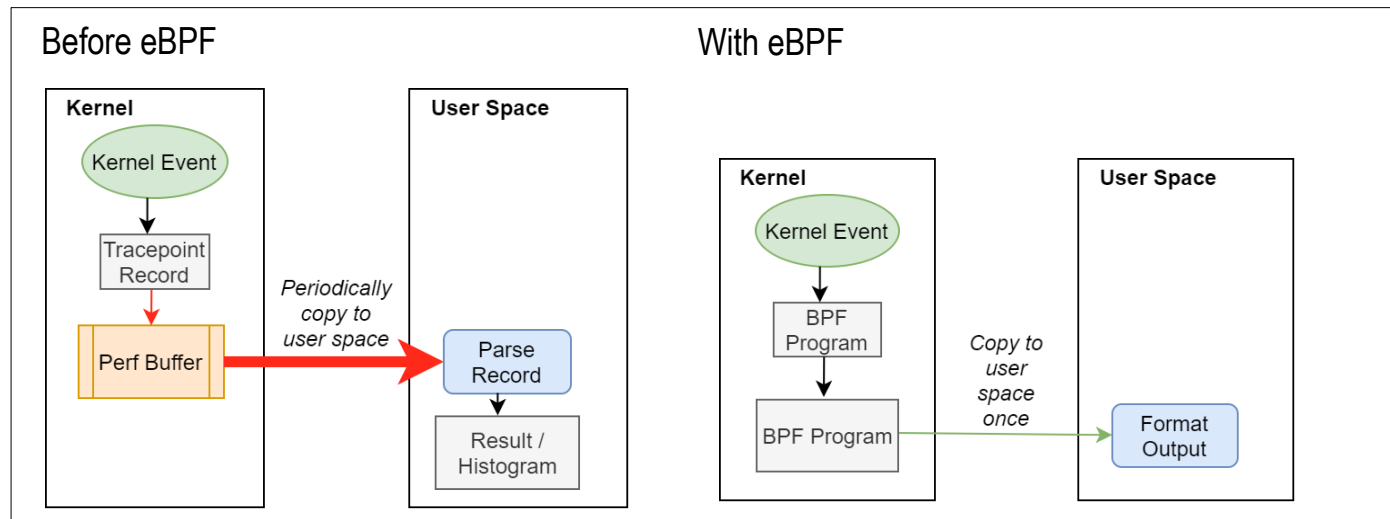 Before eBPF
Kernel
Kernel Event
Tracepoint
Record
Perf Buffer
Periodically
copy to
user space
User Space
Parse
Record
Result /
Histogram
With eBPF
Kernel
Kernel Event
BPF
Program
BPF Program
Copy to
user
space
once
User Space
Format
Output